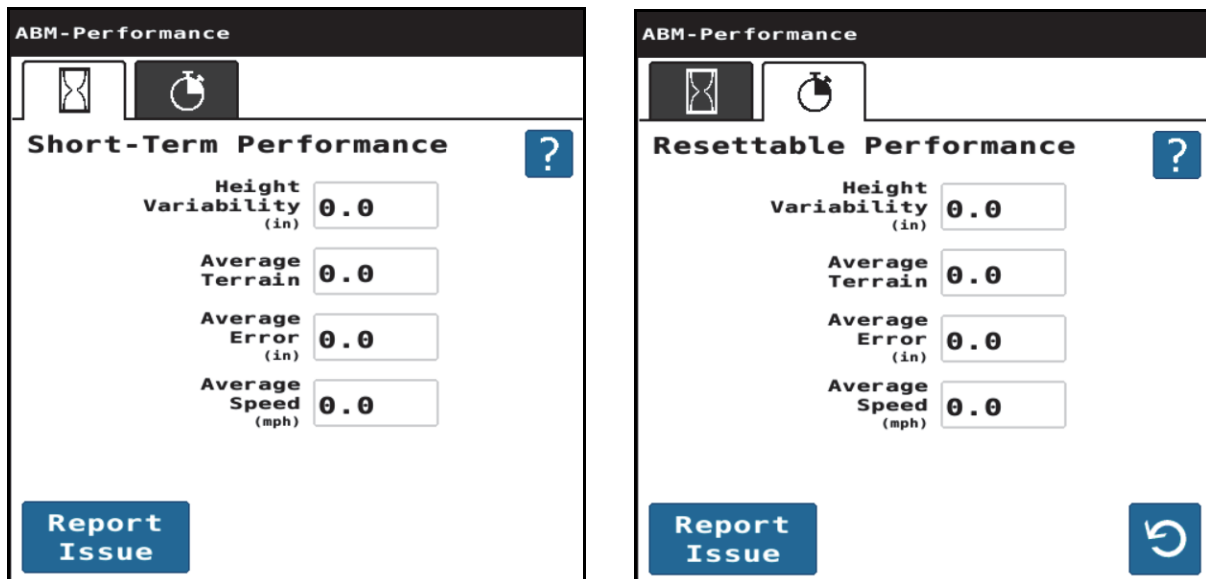 ABM-Performance
Short-Term Performance
?
Height
Variability
(in)
0.0
Average
Terrain
0.0
Average
Error
(in)
0.0
Average
Speed
(mph)
0.0
Report
Issue
ABM-Performance
Resettable Performance
?
Height
Variability
(in)
0.0
Average
Terrain
0.0
Average
Error
(in)
0.0
Average
Speed
(mph)
0.0
Report
Issue